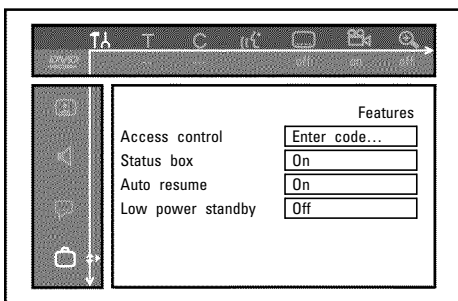 T C
DVD
off on off
Features
Access control Enter code...
Status box On
Auto resume On
Low power standby Off